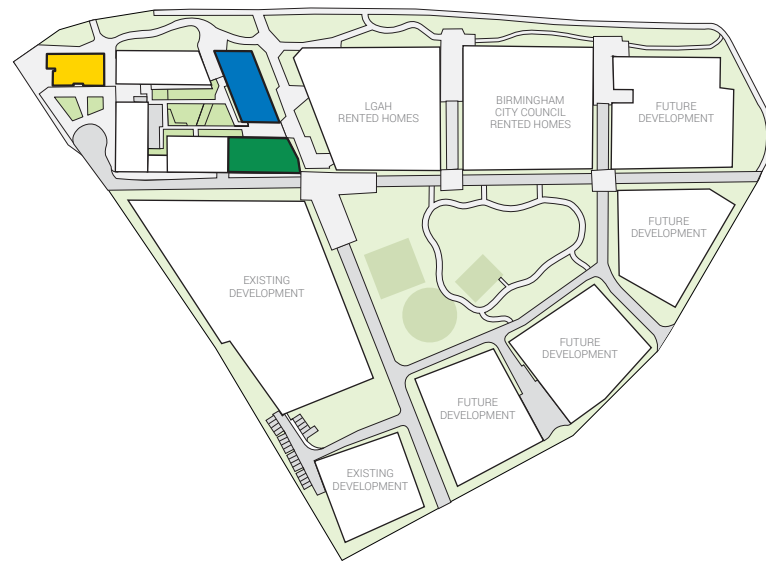 LGAH
RENTED HOMES
BIRMINGHAM
CITY COUNCIL
RENTED HOMES
FUTURE
DEVELOPMENT
FUTURE
DEVELOPMENT
EXISTING
DEVELOPMENT
FUTURE
DEVELOPMENT
FUTURE
DEVELOPMENT
EXISTING
DEVELOPMENT